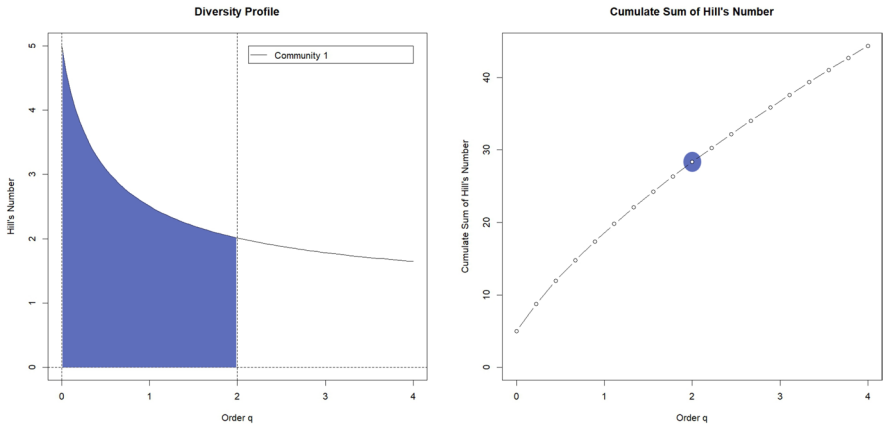 Diversity Profile
Community 1
5
4
3
2
1
0
Hill's Number
0 1 2 3 4
Order q
Cumulate Sum of Hill's Number
40
30
20
10
0
Cumulate Sum of Hill's Number
0 1 2 3 4
Order q